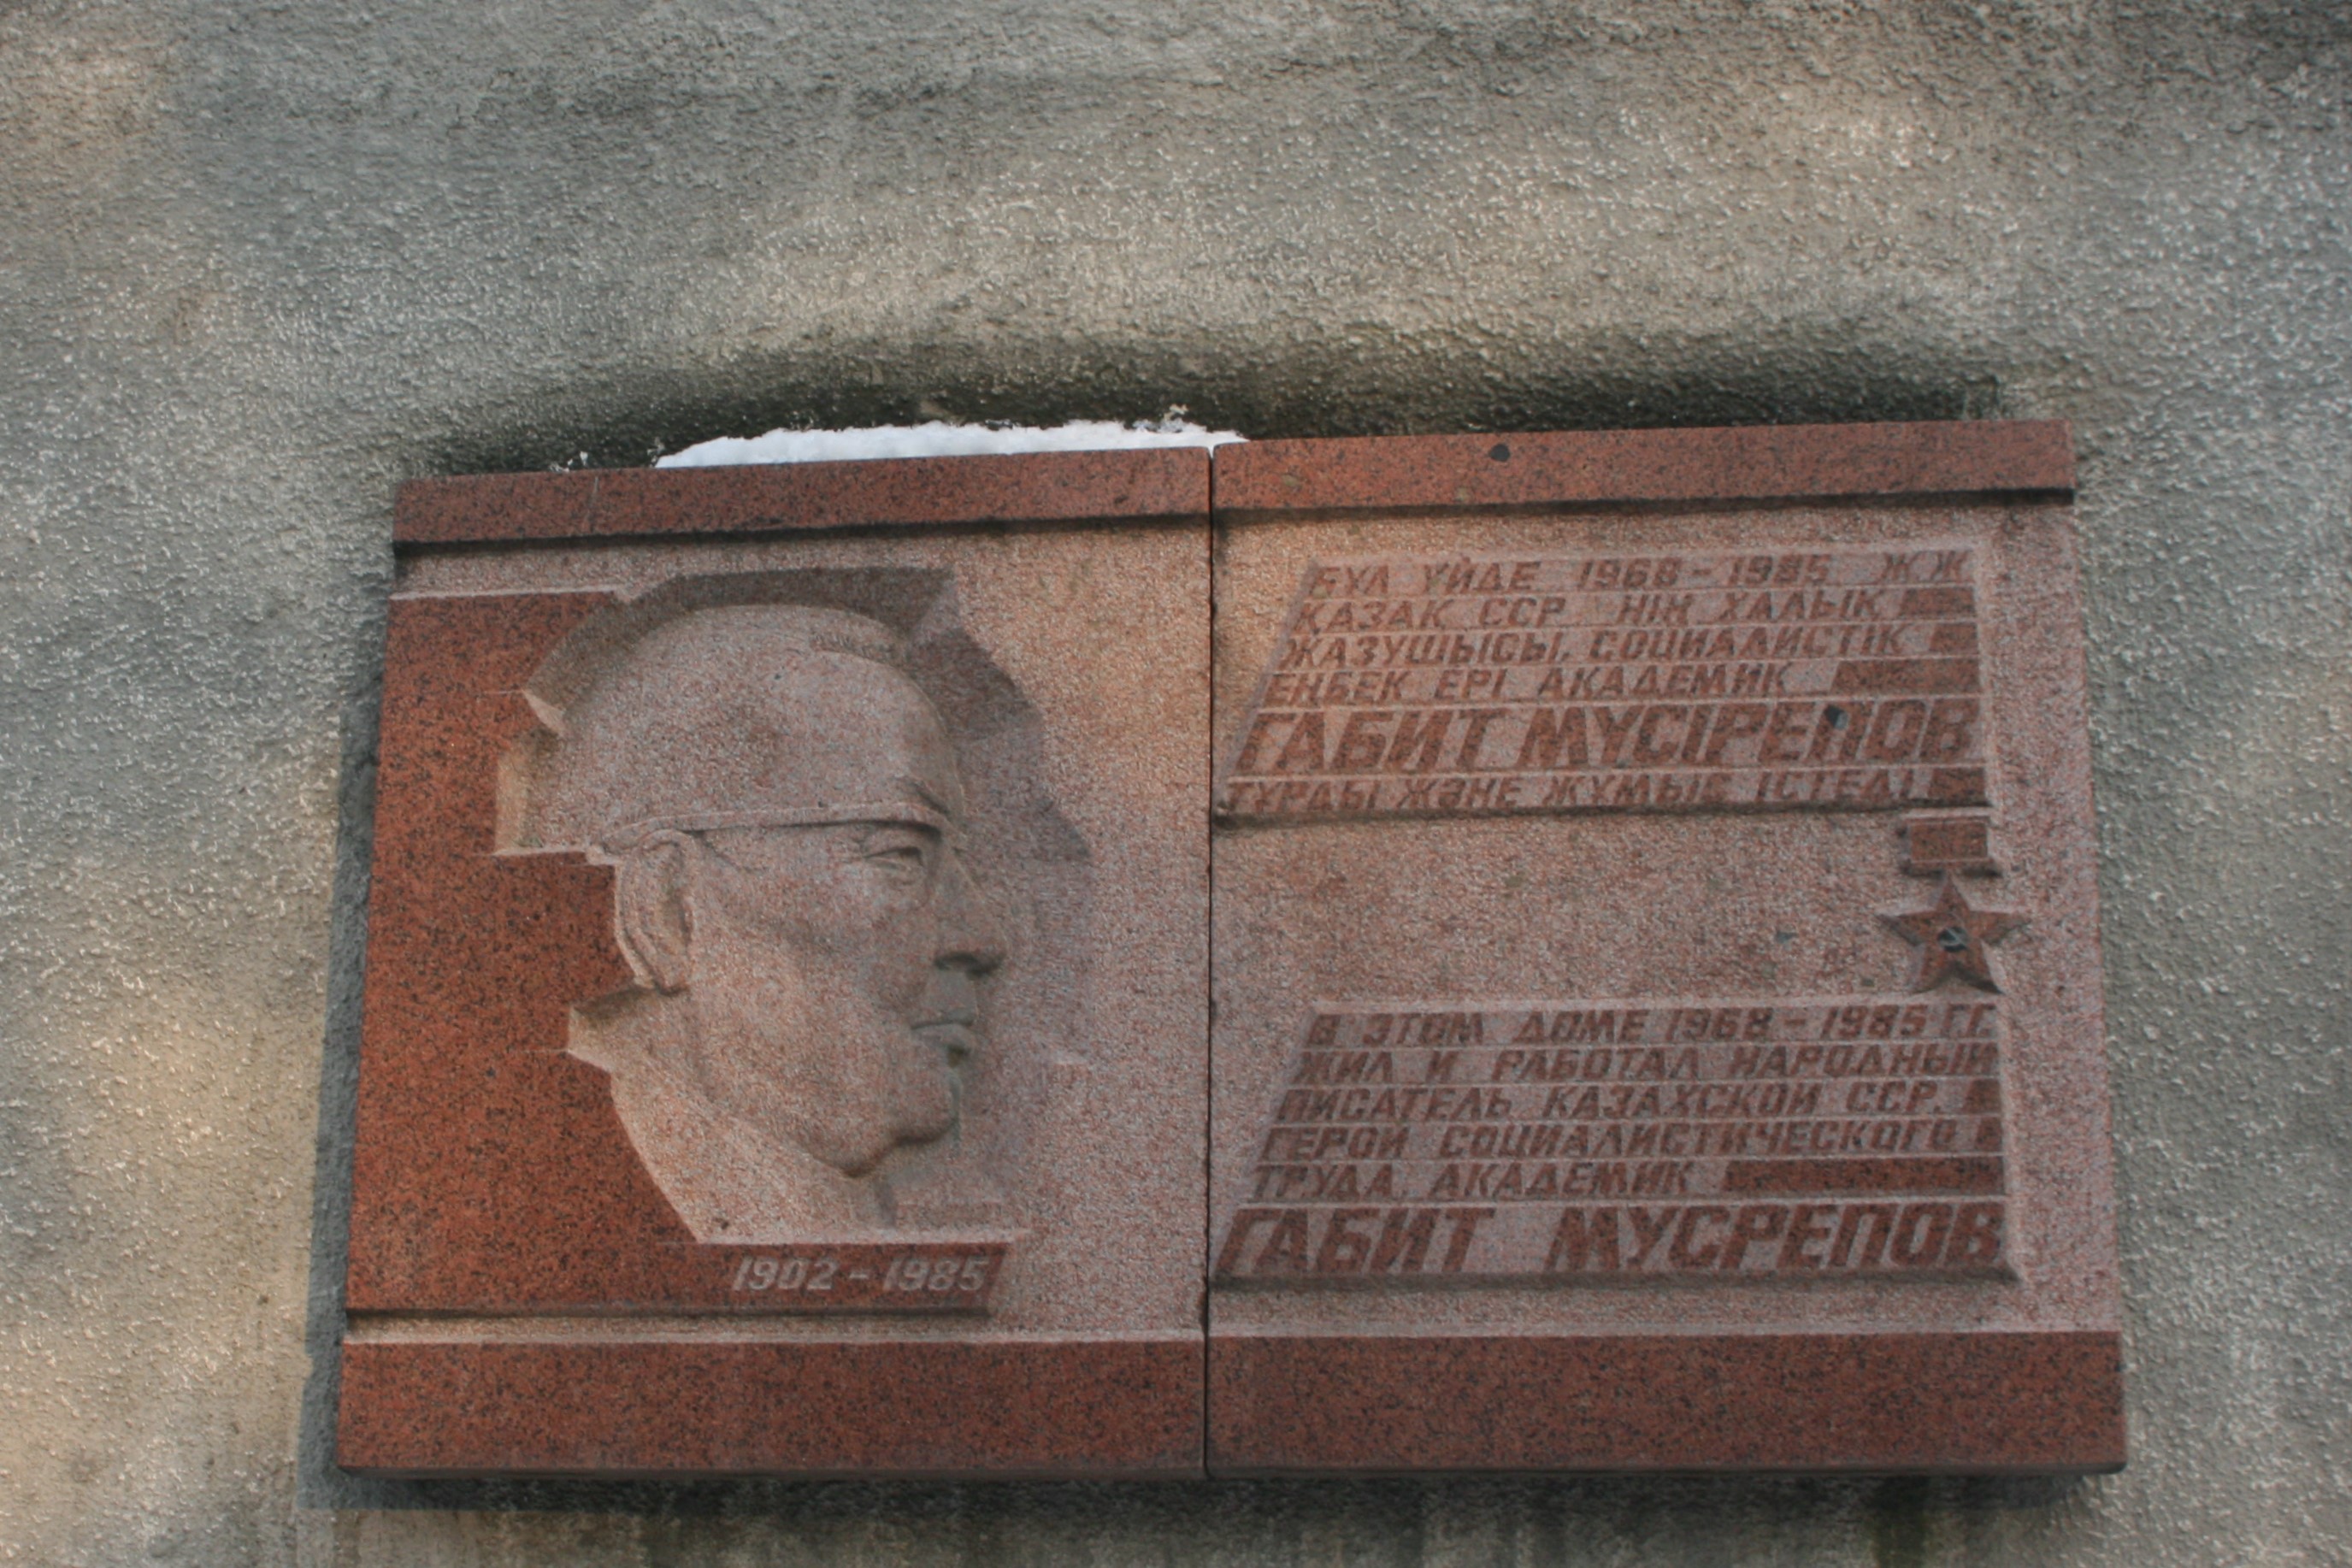 1902 – 1985
БҰЛ ҮЙДЕ 1968 – 1985 ЖЖ
ҚАЗАҚ ССР НІҢ ХАЛЫҚ
ЖАЗУШЫСЫ, СОЦИАЛИСТІК
ЕҢБЕК ЕРІ АКАДЕМИК
ҒАБИТ МҮСІРЕПОВ
ТҰРДЫ ЖӘНЕ ЖҰМЫС ІСТЕДІ
В ЭТОМ ДОМЕ 1968 – 1985 ГГ.
ЖИЛ И РАБОТАЛ НАРОДНЫЙ
ПИСАТЕЛЬ КАЗАХСКОЙ ССР,
ГЕРОЙ СОЦИАЛИСТИЧЕСКОГО
ТРУДА, АКАДЕМИК
ГАБИТ МУСРЕПОВ